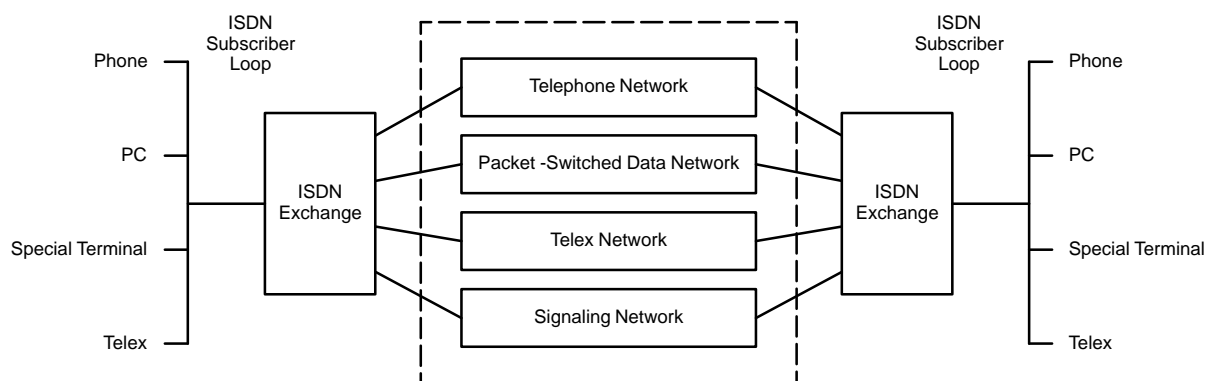 ISDN
Subscriber
Loop
Phone
PC
Special Terminal
Telex
ISDN
Exchange
Telephone Network
Packet -Switched Data Network
Telex Network
Signaling Network
ISDN
Exchange
ISDN
Subscriber
Loop
Phone
PC
Special Terminal
Telex